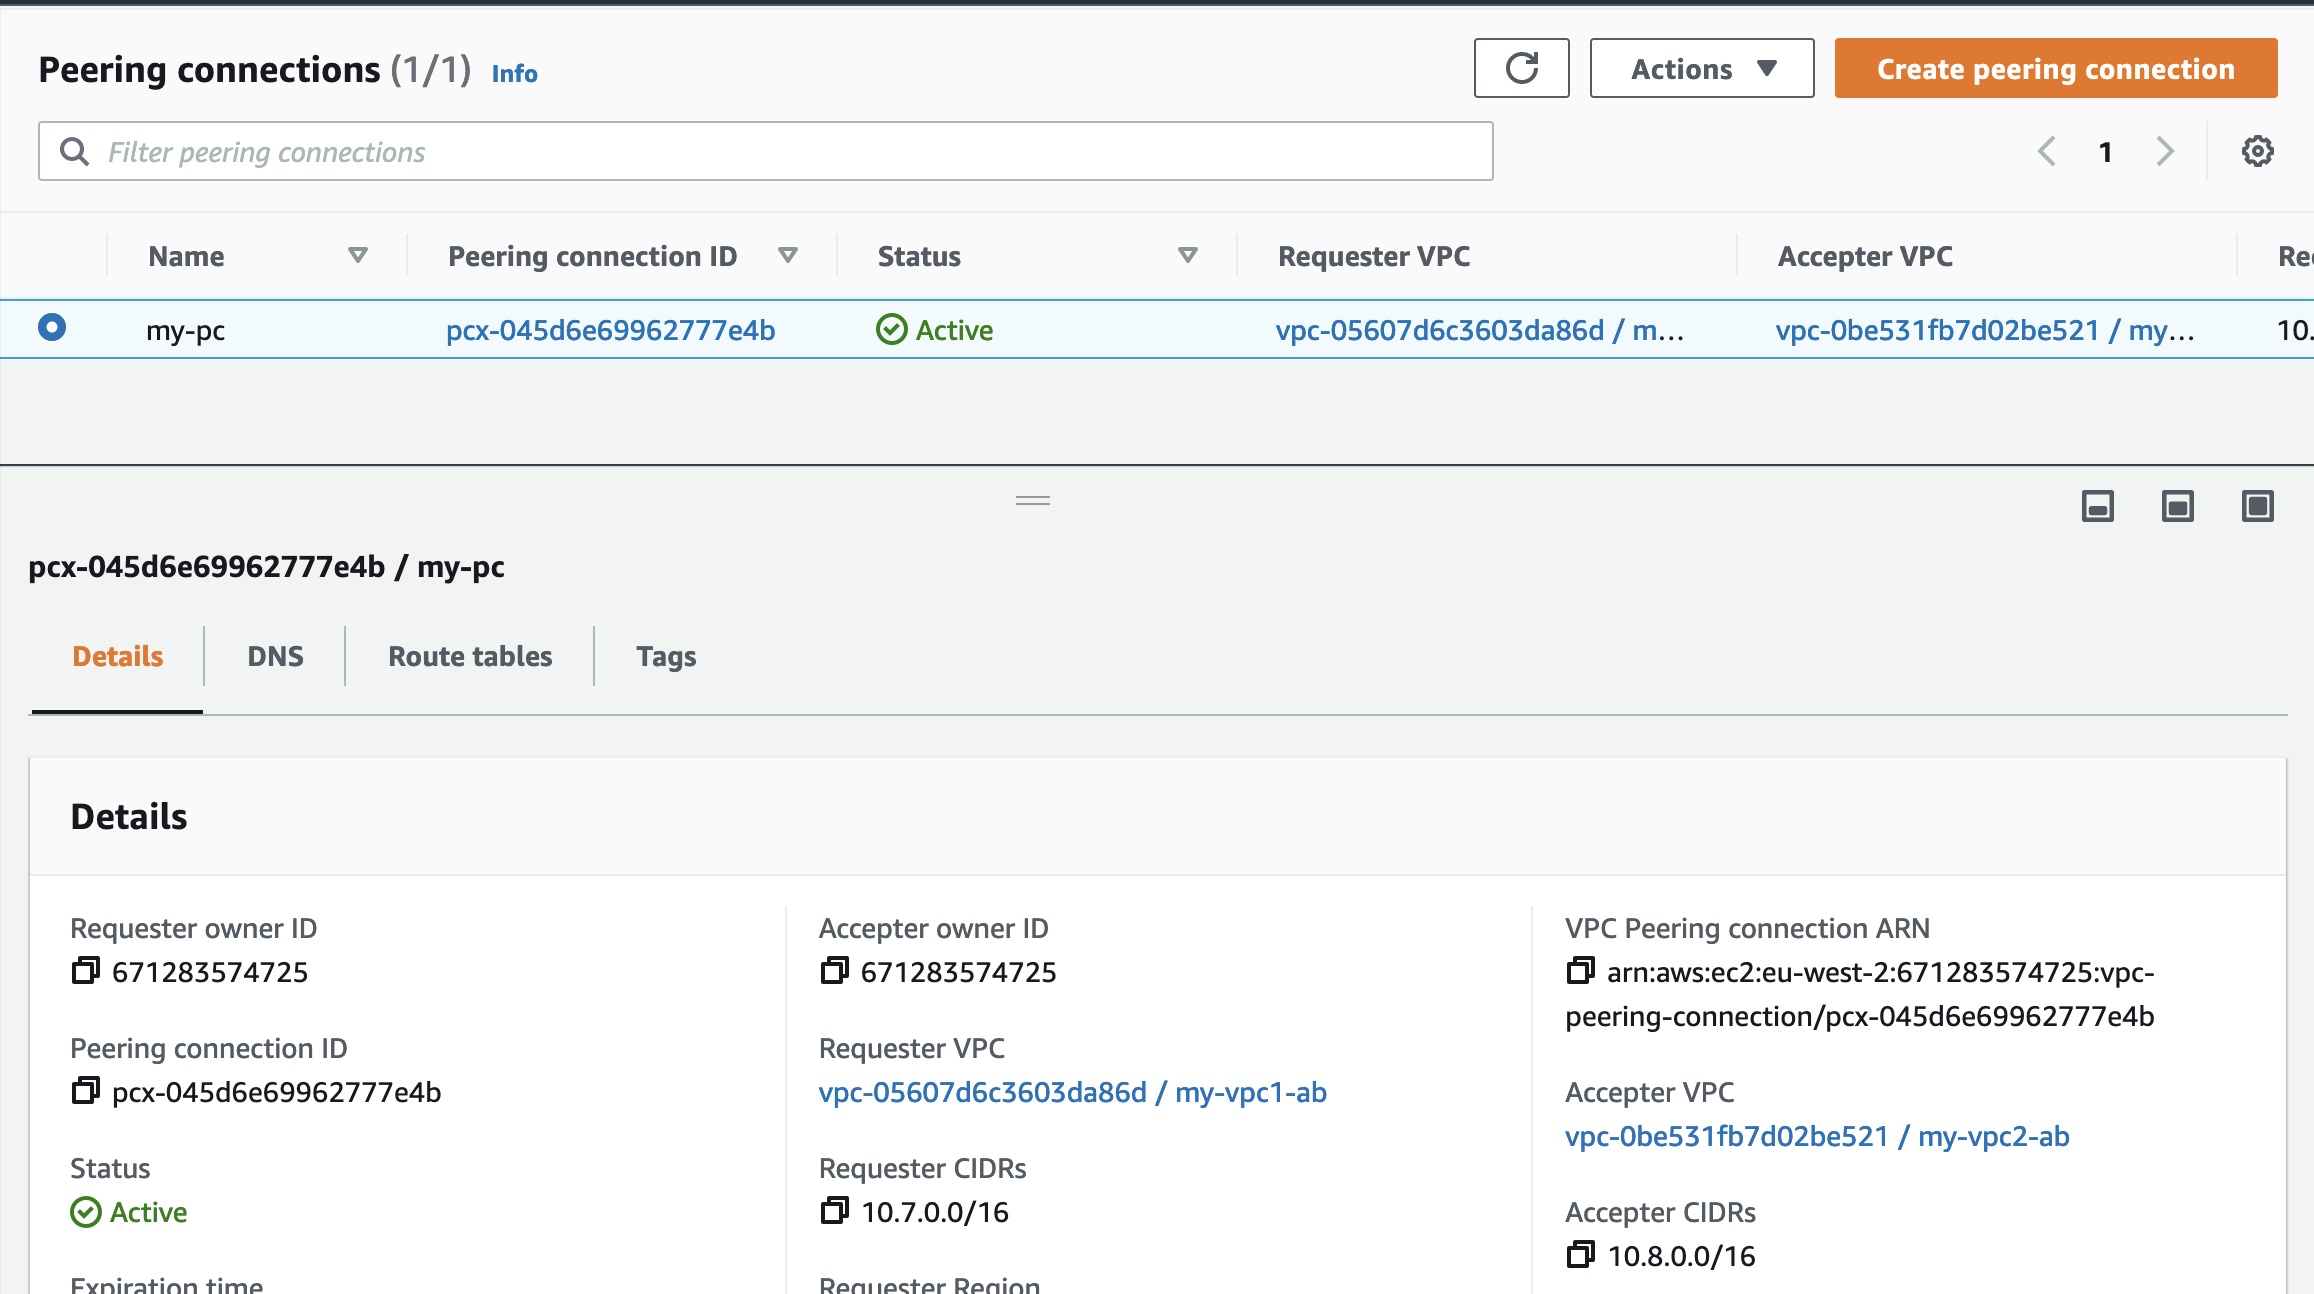 Peering connections (1/1) Info
Actions
Create peering connection
Filter peering connections
1
Name Peering connection ID Status Requester VPC Accepter VPC
my-pc pcx-045d6e69962777e4b Active vpc-05607d6c3603da86d / m... vpc-0be531fb7d02be521 / my... 10.
pcx-045d6e69962777e4b / my-pc
Details DNS Route tables Tags
Details
Requester owner ID
671283574725
Peering connection ID
pcx-045d6e69962777e4b
Status
Active
Expiration time
Accepter owner ID
671283574725
Requester VPC
vpc-05607d6c3603da86d / my-vpc1-ab
Requester CIDRs
10.7.0.0/16
Requester Region
VPC Peering connection ARN
arn:aws:ec2:eu-west-2:671283574725:vpc-
peering-connection/pcx-045d6e69962777e4b
Accepter VPC
vpc-0be531fb7d02be521 / my-vpc2-ab
Accepter CIDRs
10.8.0.0/16